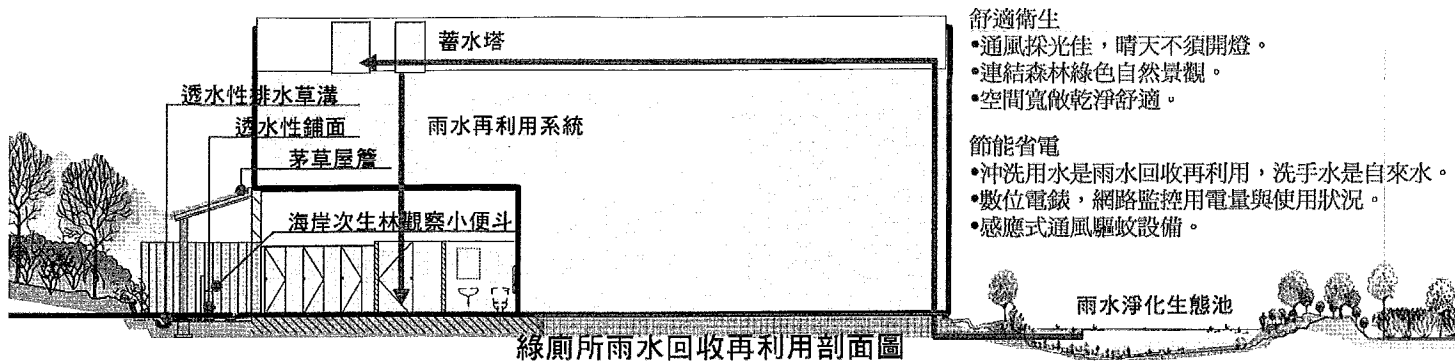 蓄水塔
透水性排水草溝
透水性鋪面
茅草屋簷
雨水再利用系統
海岸次生林觀察小便斗
舒適衛生
•通風採光佳，晴天不須開燈。
•連結森林綠色自然景觀。
•空間寬敞乾淨舒適。
節能省電
•沖洗用水是雨水回收再利用，洗手水是自來水。
•數位電錶，網路監控用電量與使用狀況。
•感應式通風驅蚊設備。
雨水淨化生態池
綠廁所雨水回收再利用剖面圖